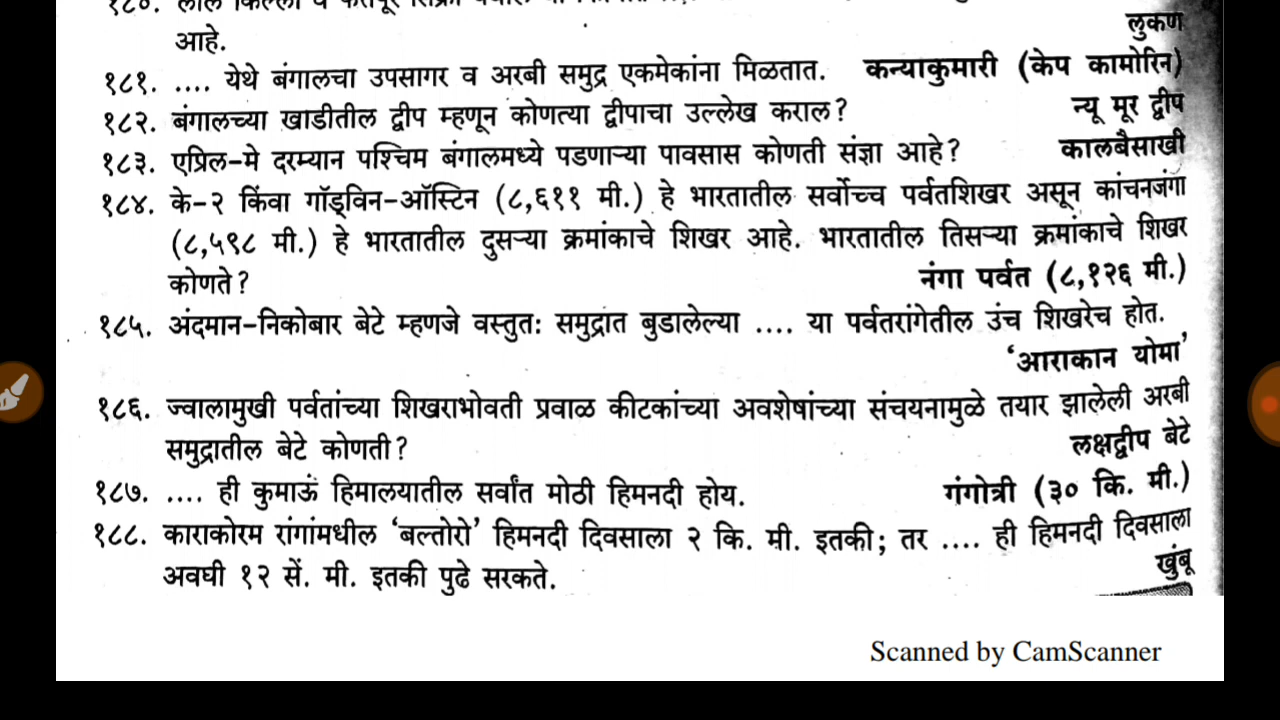 १८०. लाल किल्ला व फतेपूर सिक्री
लुकण
आहे.
१८१. .... येथे बंगालचा उपसागर व अरबी समुद्र एकमेकांना मिळतात. कन्याकुमारी (केप कामोरिन)
१८२. बंगालच्या खाडीतील द्वीप म्हणून कोणत्या द्वीपाचा उल्लेख कराल? न्यू मूर द्वीप
१८३. एप्रिल-मे दरम्यान पश्चिम बंगालमध्ये पडणाऱ्या पावसास कोणती संज्ञा आहे? कालबैसाखी
१८४. के-२ किंवा गॉड्विन-ऑस्टिन (८,६११ मी.) हे भारतातील सर्वोच्च पर्वतशिखर असून कांचनजंगा
(८,५९८ मी.) हे भारतातील दुसऱ्या क्रमांकाचे शिखर आहे. भारतातील तिसऱ्या क्रमांकाचे शिखर
कोणते? नंगा पर्वत (८,१२६ मी.)
१८५. अंदमान-निकोबार बेटे म्हणजे वस्तुतः समुद्रात बुडालेल्या .... या पर्वतरांगेतील उंच शिखरेच होत.
'आराकान योमा'
१८६. ज्वालामुखी पर्वतांच्या शिखराभोवती प्रवाळ कीटकांच्या अवशेषांच्या संचयनामुळे तयार झालेली अरबी
समुद्रातील बेटे कोणती? लक्षद्वीप बेटे
१८७. .... ही कुमाऊं हिमालयातील सर्वांत मोठी हिमनदी होय. गंगोत्री (३० कि. मी.)
१८८. काराकोरम रांगांमधील 'बल्तोरो' हिमनदी दिवसाला २ कि. मी. इतकी; तर .... ही हिमनदी दिवसाला
अवघी १२ सें. मी. इतकी पुढे सरकते. खुंबू
Scanned by CamScanner